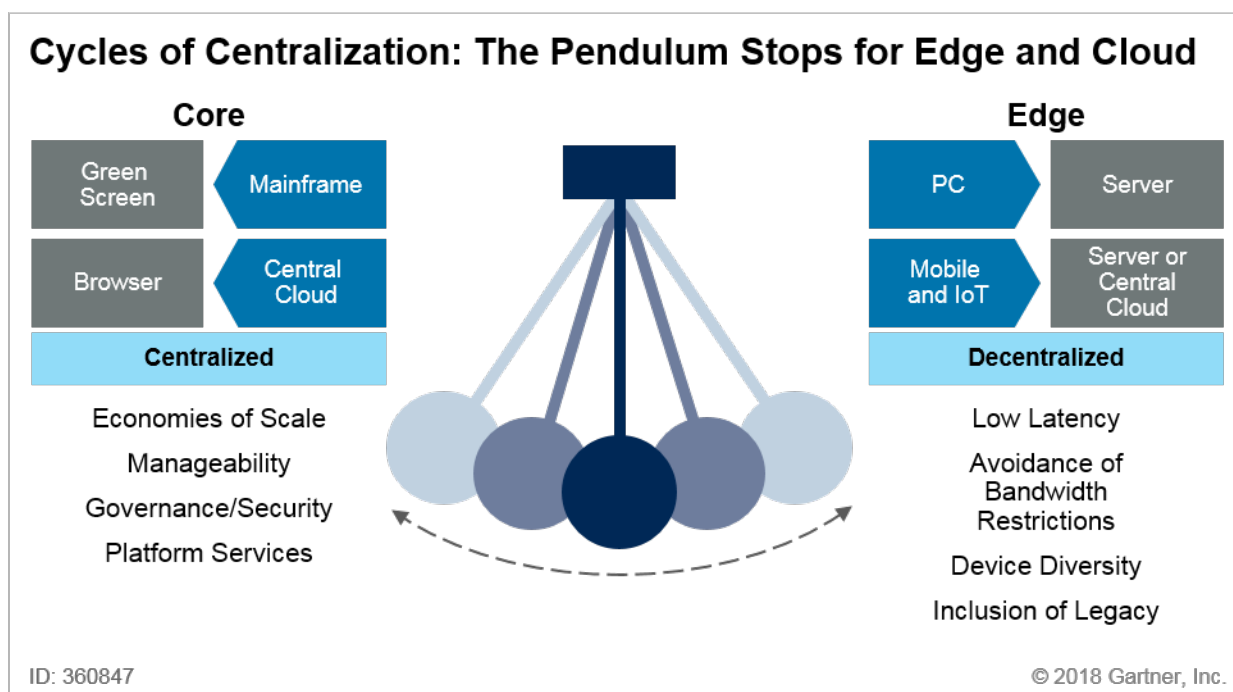 Cycles of Centralization: The Pendulum Stops for Edge and Cloud
Core
Green
Screen
Mainframe
Browser
Central
Cloud
Centralized
Economies of Scale
Manageability
Governance/Security
Platform Services
Edge
PC
Server
Mobile
and IoT
Server or
Central
Cloud
Decentralized
Low Latency
Avoidance of
Bandwidth
Restrictions
Device Diversity
Inclusion of Legacy
ID: 360847
© 2018 Gartner, Inc.